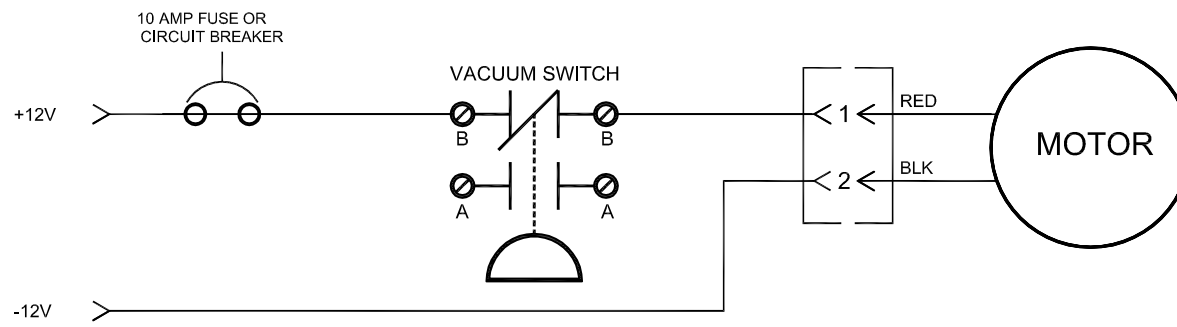 10 AMP FUSE OR
CIRCUIT BREAKER
VACUUM SWITCH
+12V
B
B
1
RED
MOTOR
2
BLK
A
A
-12V